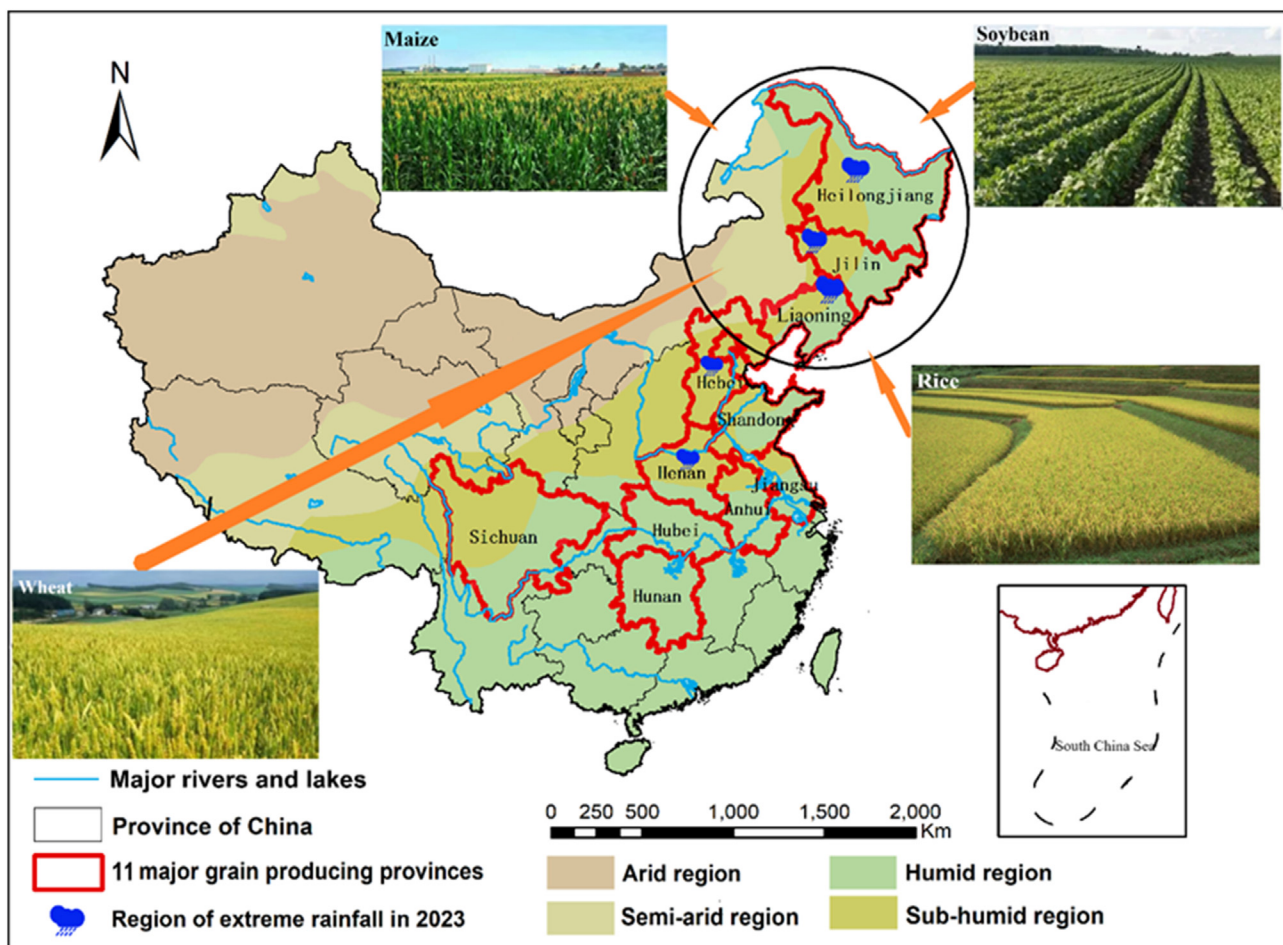 Maize
Soybean
N
Heilongjiang
Jilin
Liaoning
Hebei
Shandong
Rice
Henan
Jiangsu
Anhui
Sichuan
Hubei
Wheat
Hunan
South China Sea
Major rivers and lakes
Province of China
11 major grain producing provinces
Region of extreme rainfall in 2023
0 250 500 1,000 1,500 2,000
Km
Arid region
Humid region
Semi-arid region
Sub-humid region